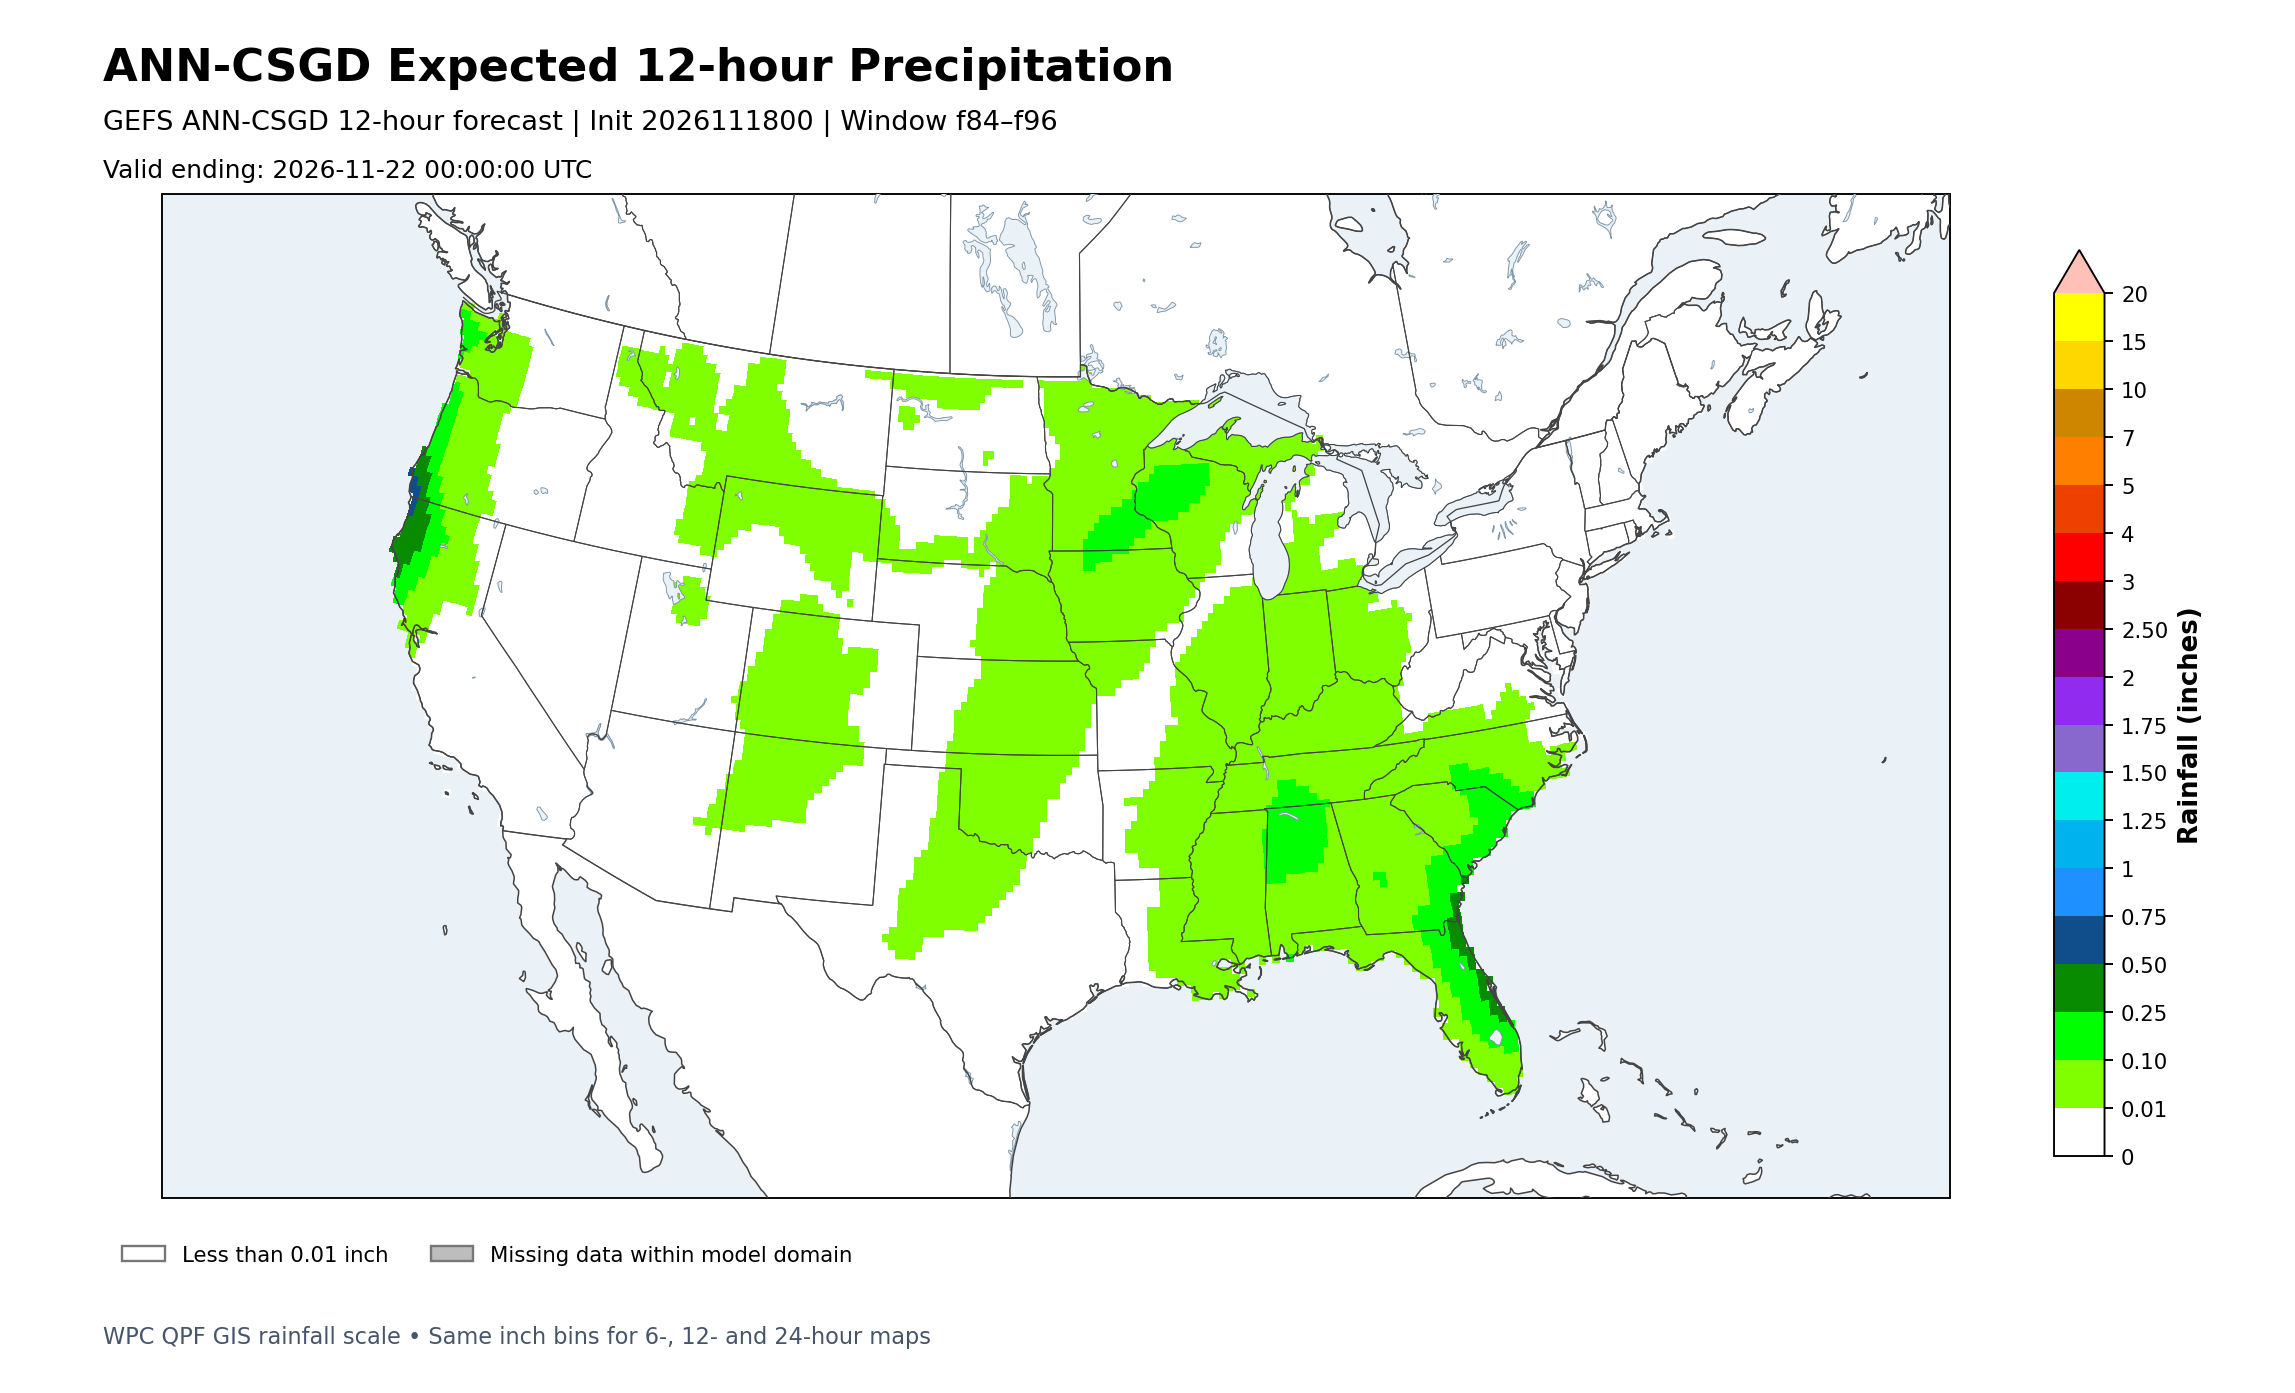 ANN-CSGD Expected 12-hour Precipitation
GEFS ANN-CSGD 12-hour forecast | Init 2026111800 | Window f84–f96
Valid ending: 2026-11-22 00:00:00 UTC
20
15
10
7
5
4
3
2.50
2
1.75
1.50
1.25
1
0.75
0.50
0.25
0.10
0.01
0
Rainfall (inches)
Less than 0.01 inch
Missing data within model domain
WPC QPF GIS rainfall scale • Same inch bins for 6-, 12- and 24-hour maps